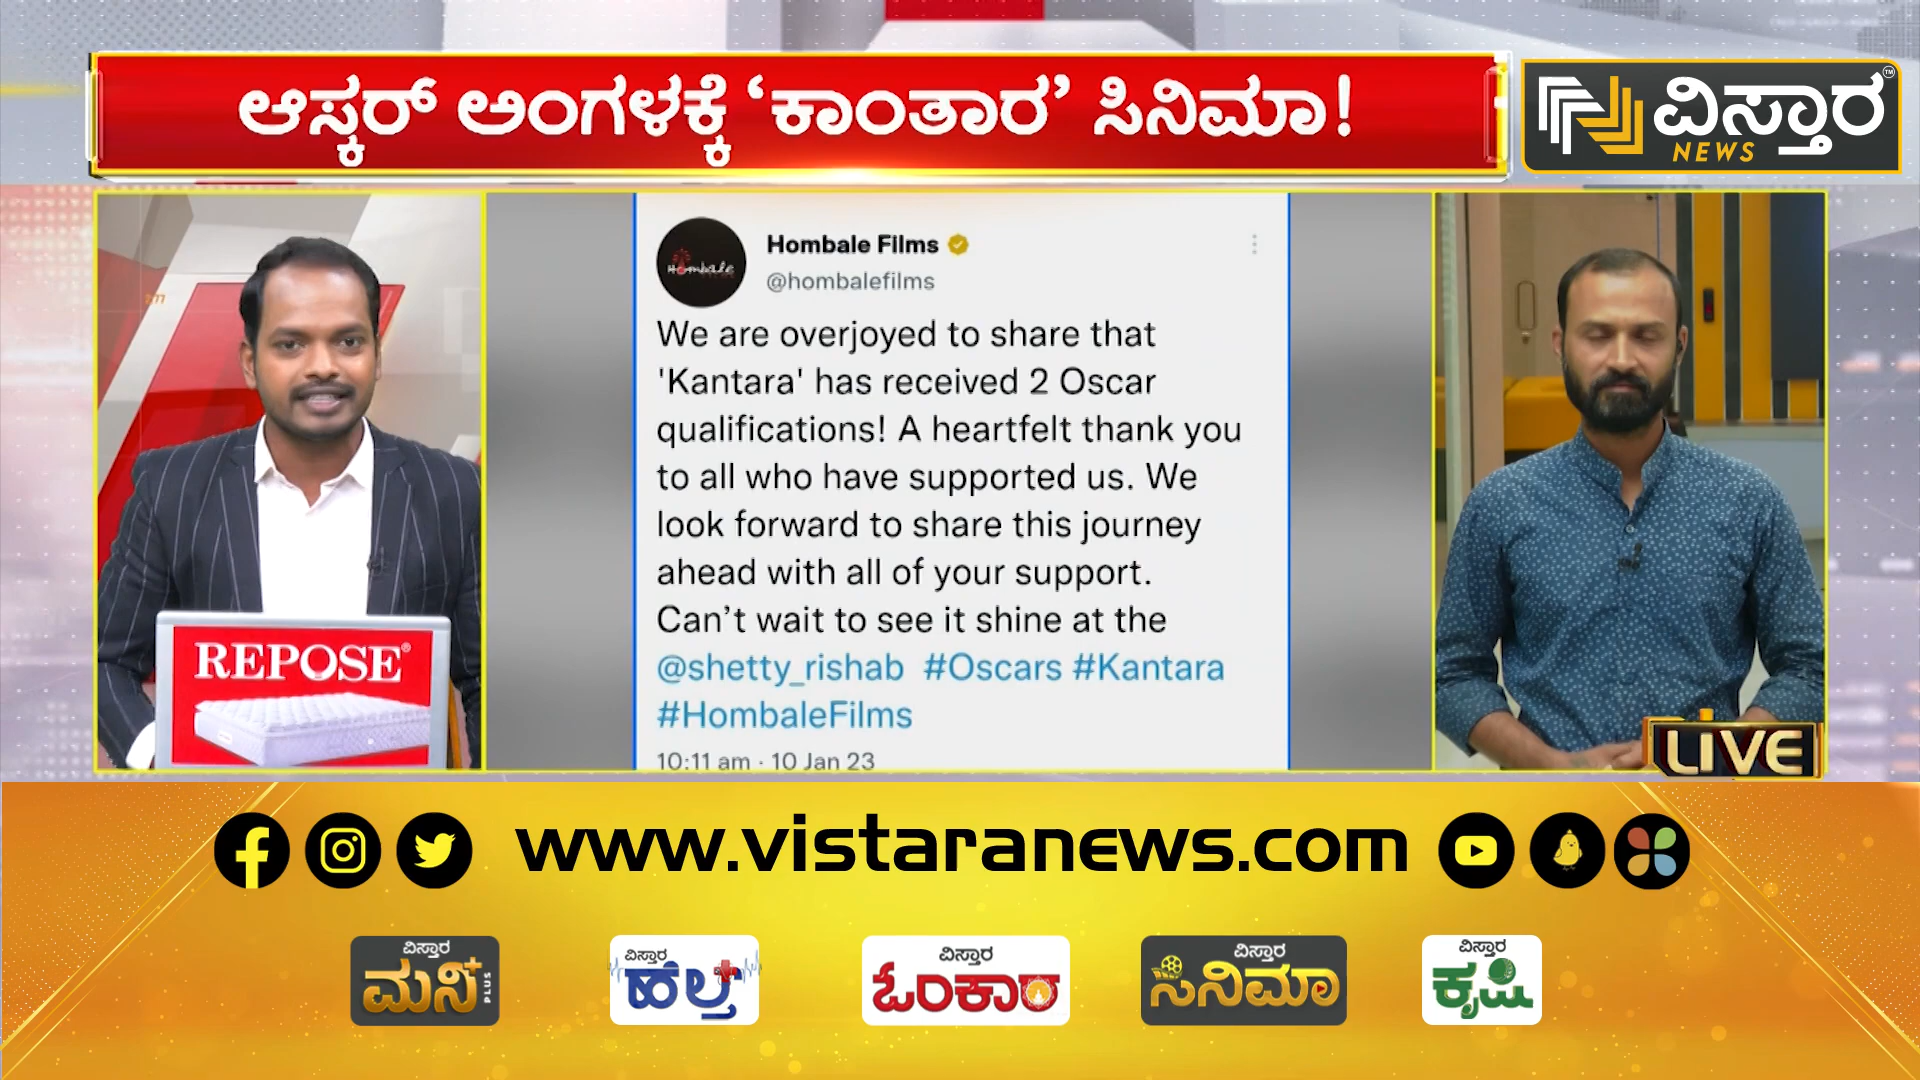 ಆಸ್ಕರ್ ಅಂಗಳಕ್ಕೆ ‘ಕಾಂತಾರ’ ಸಿನಿಮಾ!
ವಿಸ್ತಾರ™
NEWS
Hombale Films
@hombalefilms
Hombale
We are overjoyed to share that
'Kantara' has received 2 Oscar
qualifications! A heartfelt thank you
to all who have supported us. We
look forward to share this journey
ahead with all of your support.
Can’t wait to see it shine at the
@shetty_rishab #Oscars #Kantara
#HombaleFilms
10:11 am · 10 Jan 23
REPOSE®
LIVE
www.vistaranews.com
ವಿಸ್ತಾರ
ಮನಿ+
PLUS
ವಿಸ್ತಾರ
ಹೆಲ್ತ್
ವಿಸ್ತಾರ
ಓಂಕಾರ
ವಿಸ್ತಾರ
ಸಿನಿಮಾ
ವಿಸ್ತಾರ
ಕೃಷಿ